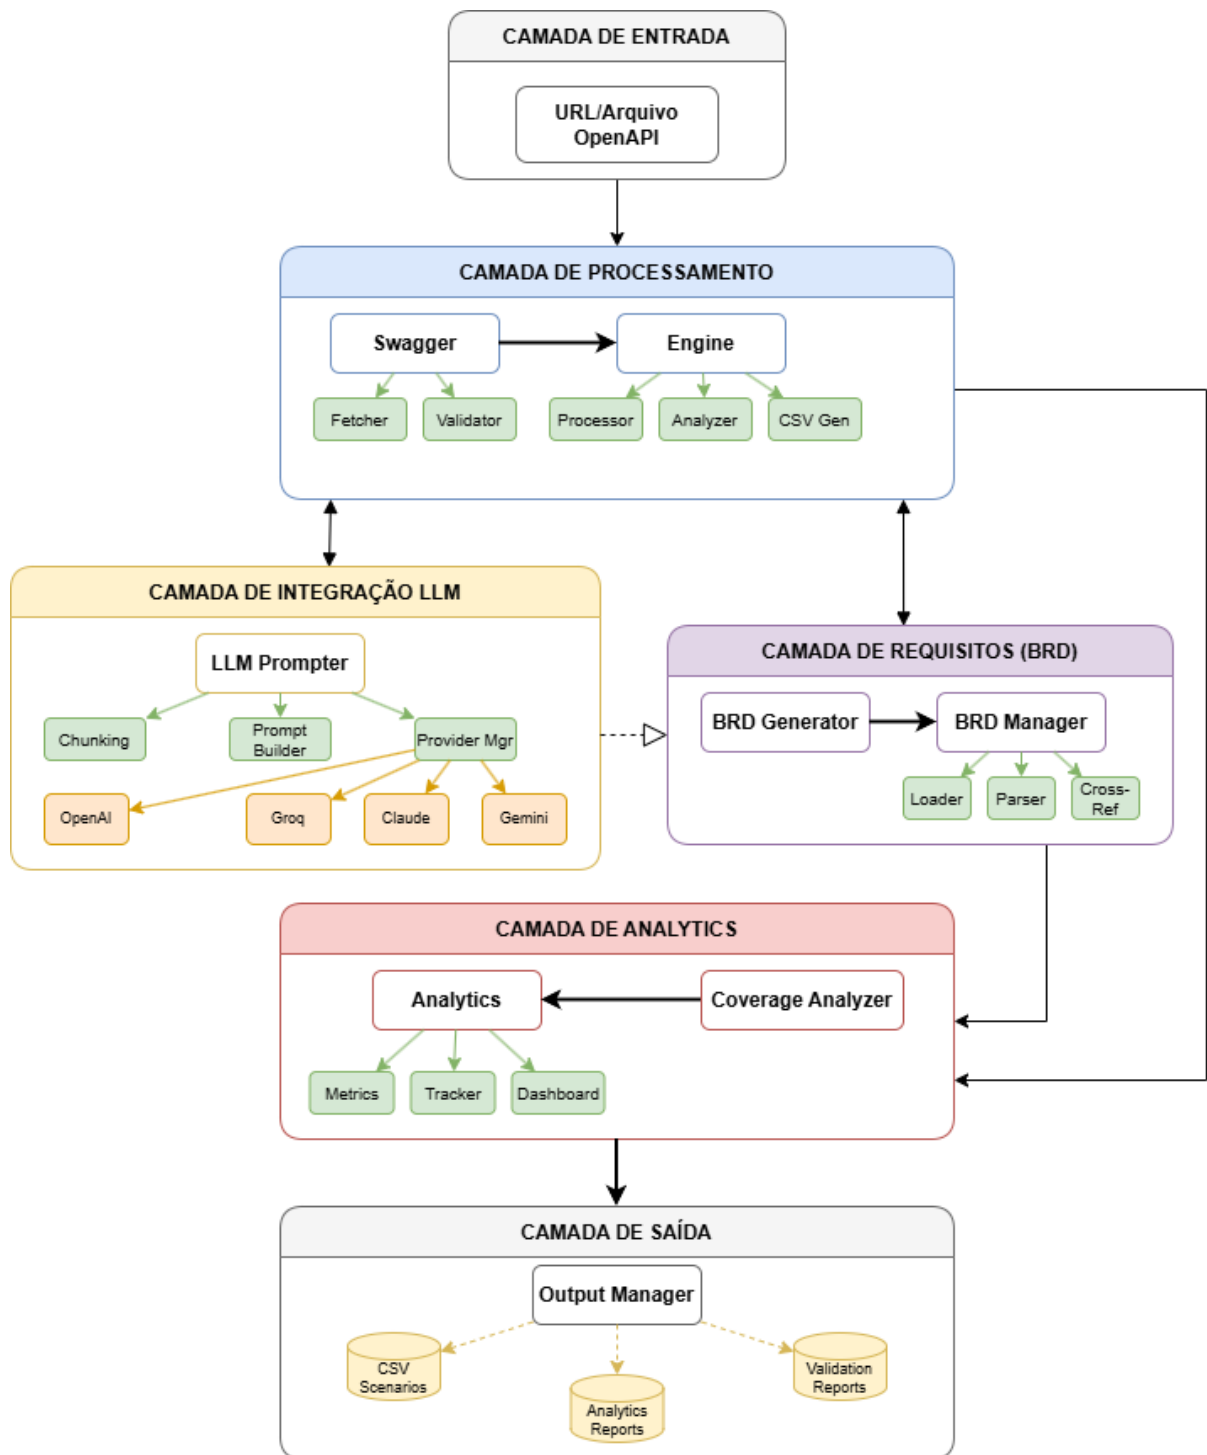 CAMADA DE ENTRADA
URL/Arquivo
OpenAPI
CAMADA DE PROCESSAMENTO
Swagger
Engine
Fetcher
Validator
Processor
Analyzer
CSV Gen
CAMADA DE INTEGRAÇÃO LLM
LLM Prompter
Chunking
Prompt
Builder
Provider Mgr
OpenAI
Groq
Claude
Gemini
CAMADA DE REQUISITOS (BRD)
BRD Generator
BRD Manager
Loader
Parser
Cross-
Ref
CAMADA DE ANALYTICS
Analytics
Coverage Analyzer
Metrics
Tracker
Dashboard
CAMADA DE SAÍDA
Output Manager
CSV
Scenarios
Analytics
Reports
Validation
Reports